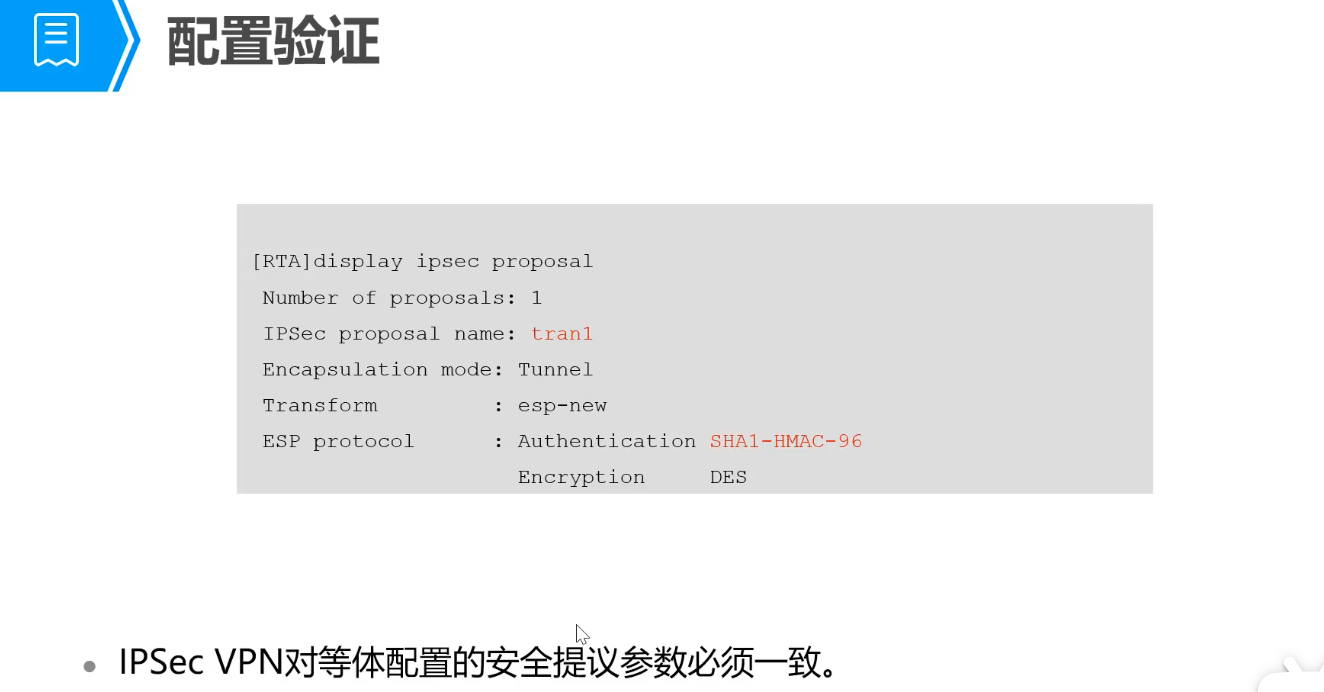 配置验证
[RTA]display ipsec proposal
Number of proposals: 1
IPSec proposal name: tran1
Encapsulation mode: Tunnel
Transform : esp-new
ESP protocol : Authentication SHA1-HMAC-96
Encryption DES
IPSec VPN对等体配置的安全提议参数必须一致。